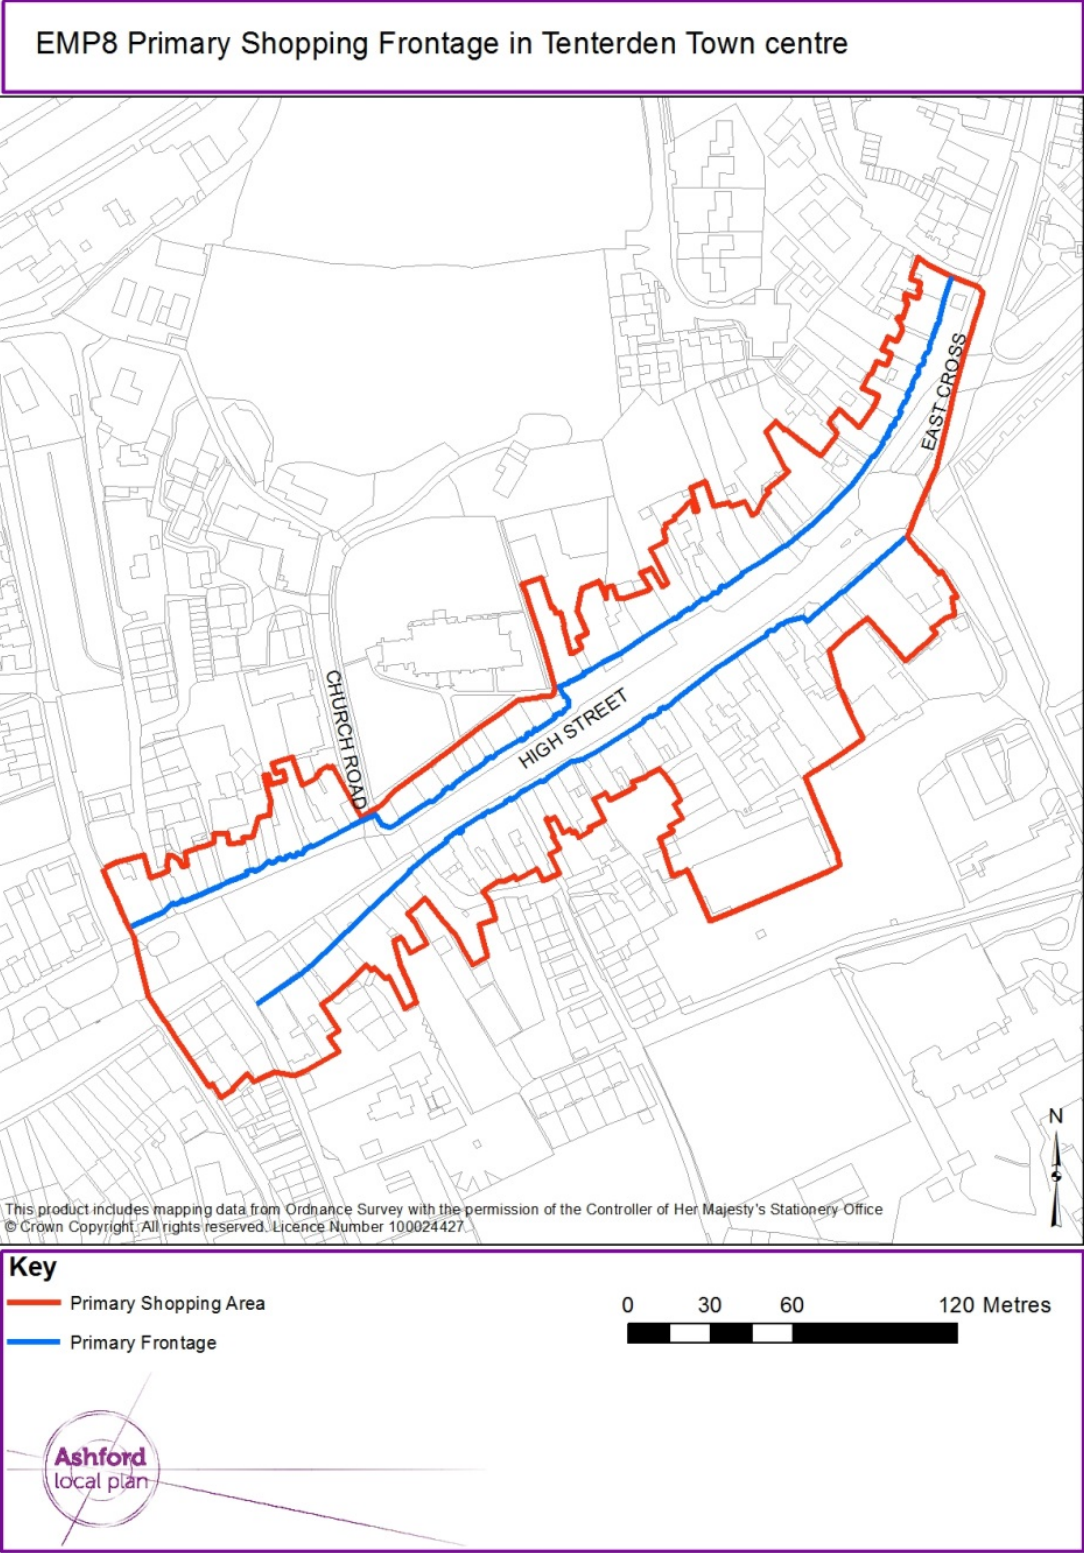 EMP8 Primary Shopping Frontage in Tenterden Town centre
EAST CROSS
CHURCH ROAD
HIGH STREET
N
This product includes mapping data from Ordnance Survey with the permission of the Controller of Her Majesty's Stationery Office
© Crown Copyright. All rights reserved. Licence Number 100024427.
Key
Primary Shopping Area
Primary Frontage
0 30 60 120 Metres
Ashford
local plan